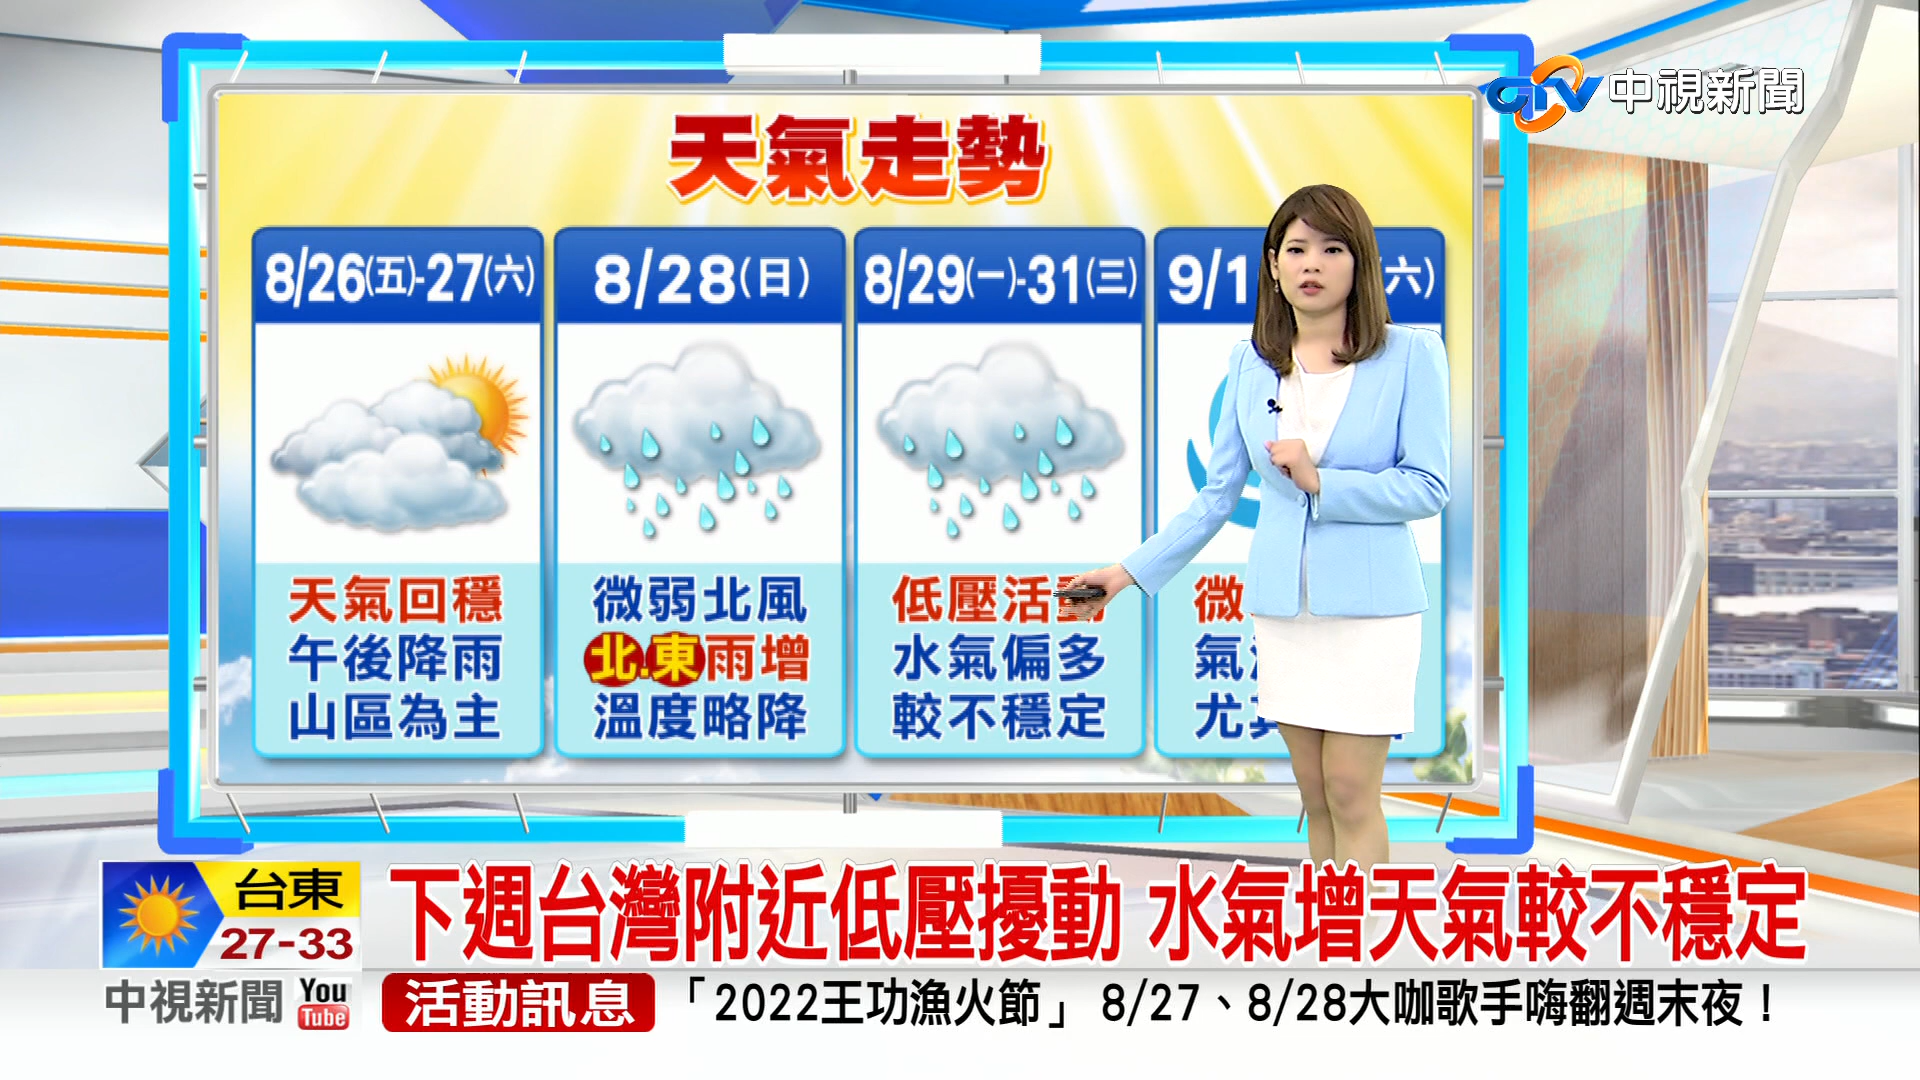 CTV 中視新聞
天氣走勢
8/26(五)-27(六)
天氣回穩
午後降雨
山區為主
8/28(日)
微弱北風
北.東雨增
溫度略降
8/29(一)-31(三)
低壓活動
水氣偏多
較不穩定
9/1
(六)
微
氣
尤
台東
27-33
下週台灣附近低壓擾動 水氣增天氣較不穩定
中視新聞 YouTube
活動訊息 「2022王功漁火節」 8/27、8/28大咖歌手嗨翻週末夜！